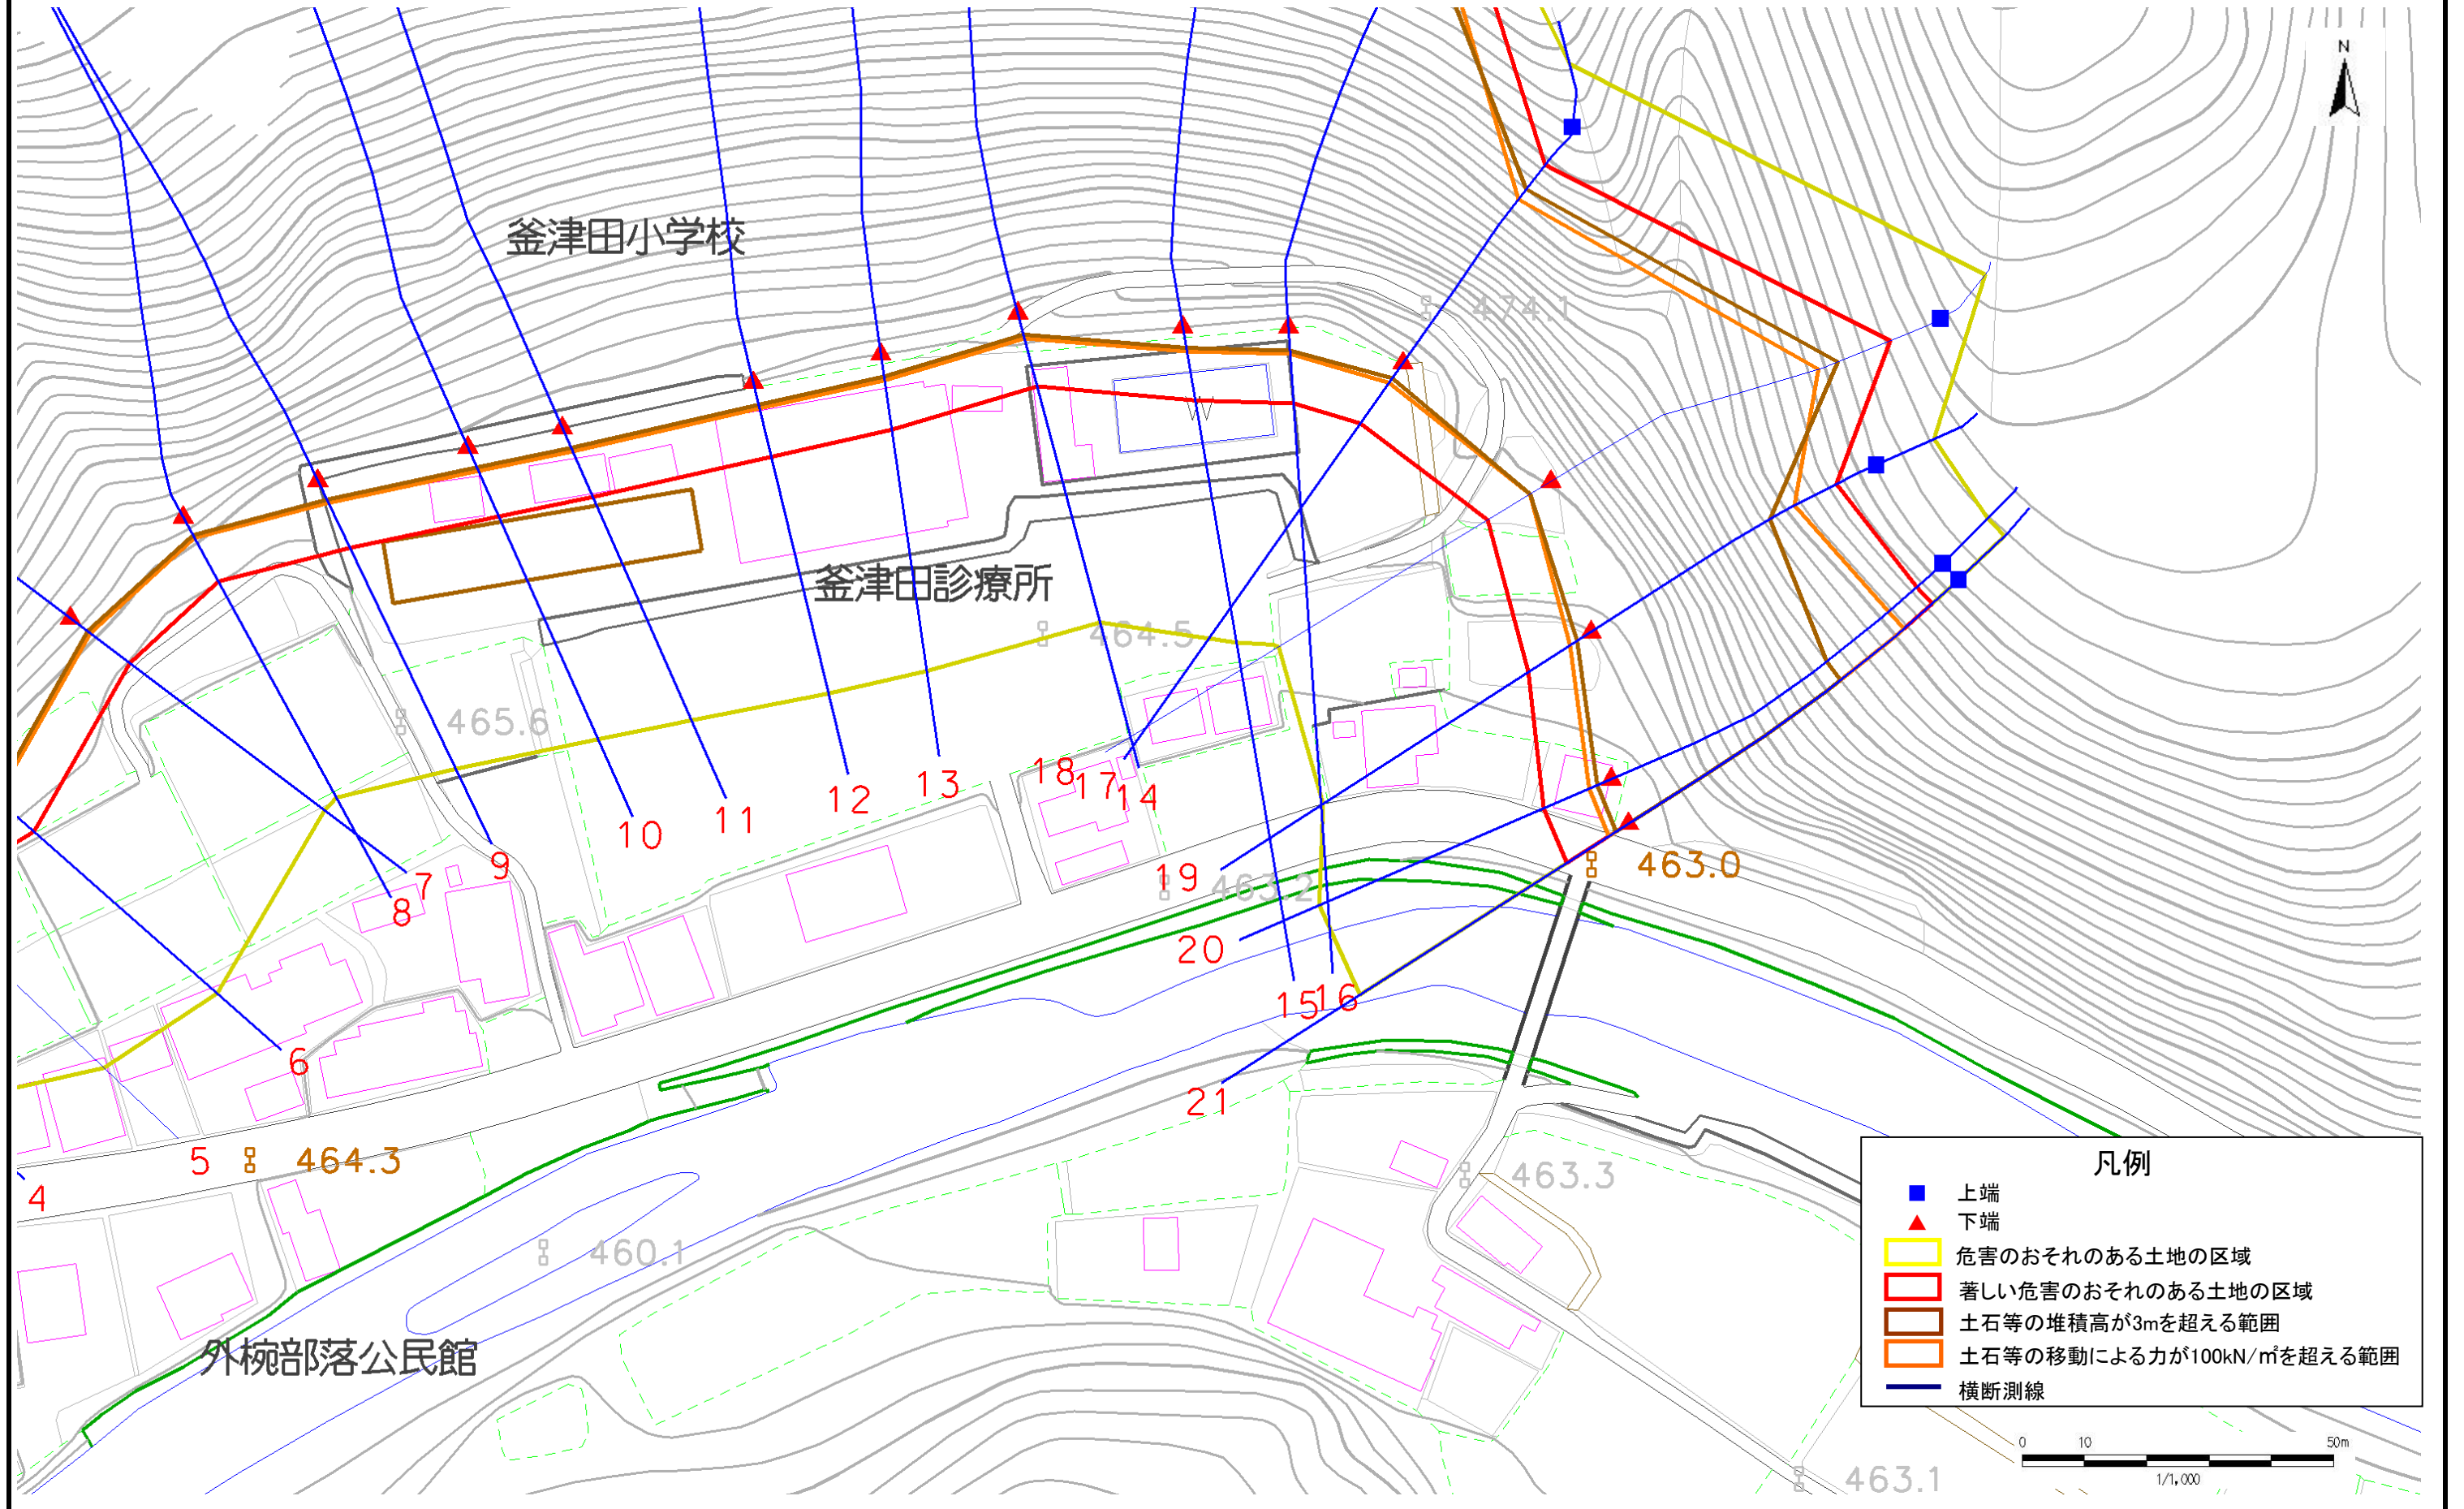 N
釜津田小学校
474.1
W
釜津田診療所
464.5
465.6
18
17
14
13
12
11
10
9
7
8
19
463.2
463.0
20
15
16
6
21
5
464.3
4
463.3
460.1
外椀部落公民館
463.1
凡例
上端
下端
危害のおそれのある土地の区域
著しい危害のおそれのある土地の区域
土石等の堆積高が3mを超える範囲
土石等の移動による力が100kN/㎡を超える範囲
横断測線
0 10 50m
1/1,000